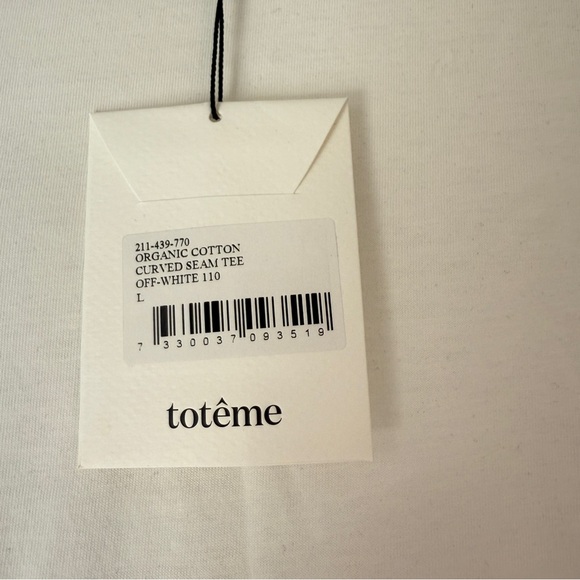 211-439-770
ORGANIC COTTON
CURVED SEAM TEE
OFF-WHITE 110
L
7 330037 093519
totême